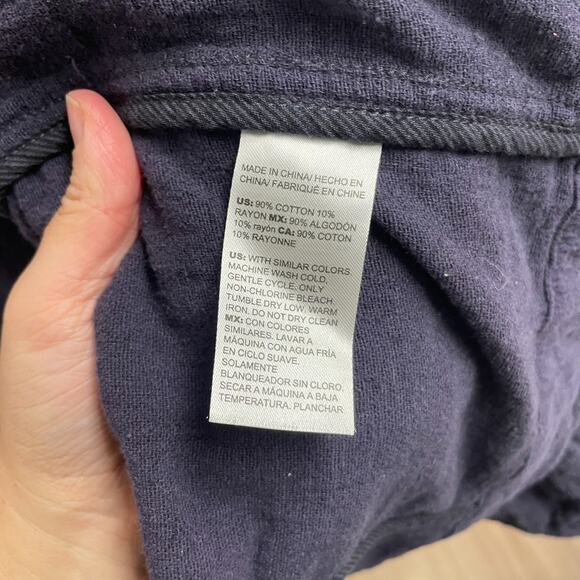 MADE IN CHINA/ HECHO EN
CHINA/ FABRIQUÉ EN CHINE
US: 90% COTTON 10%
RAYON MX: 90% ALGODÓN
10% rayón CA: 90% COTON
10% RAYONNE
US: WITH SIMILAR COLORS.
MACHINE WASH COLD,
GENTLE CYCLE. ONLY
NON-CHLORINE BLEACH.
TUMBLE DRY LOW. WARM
IRON. DO NOT DRY CLEAN
MX: CON COLORES
SIMILARES. LAVAR A
MÁQUINA CON AGUA FRÍA
EN CICLO SUAVE.
SOLAMENTE
BLANQUEADOR SIN CLORO.
SECAR A MÁQUINA A BAJA
TEMPERATURA. PLANCHAR